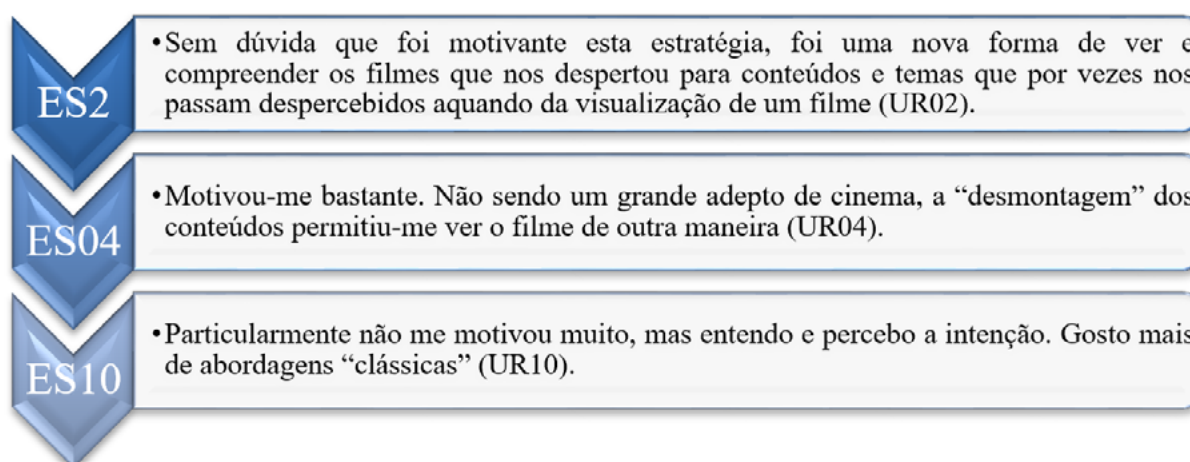 ES2
•Sem dúvida que foi motivante esta estratégia, foi uma nova forma de ver e
compreender os filmes que nos despertou para conteúdos e temas que por vezes nos
passam despercebidos aquando da visualização de um filme (UR02).
ES04
•Motivou-me bastante. Não sendo um grande adepto de cinema, a “desmontagem” dos
conteúdos permitiu-me ver o filme de outra maneira (UR04).
ES10
•Particularmente não me motivou muito, mas entendo e percebo a intenção. Gosto mais
de abordagens “clássicas” (UR10).